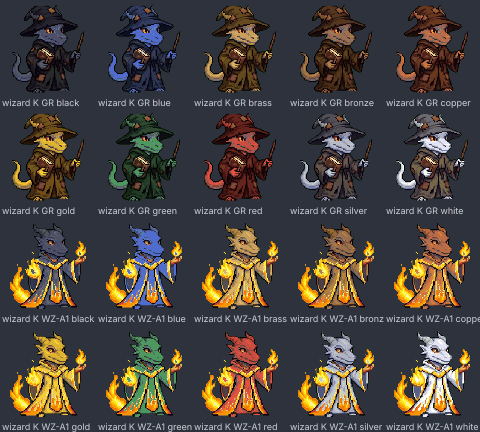 wizard K GR black
wizard K GR blue
wizard K GR brass
wizard K GR bronze
wizard K GR copper
wizard K GR gold
wizard K GR green
wizard K GR red
wizard K GR silver
wizard K GR white
wizard K WZ-A1 black
wizard K WZ-A1 blue
wizard K WZ-A1 brass
wizard K WZ-A1 bronz
wizard K WZ-A1 coppe
wizard K WZ-A1 gold
wizard K WZ-A1 green
wizard K WZ-A1 red
wizard K WZ-A1 silver
wizard K WZ-A1 white